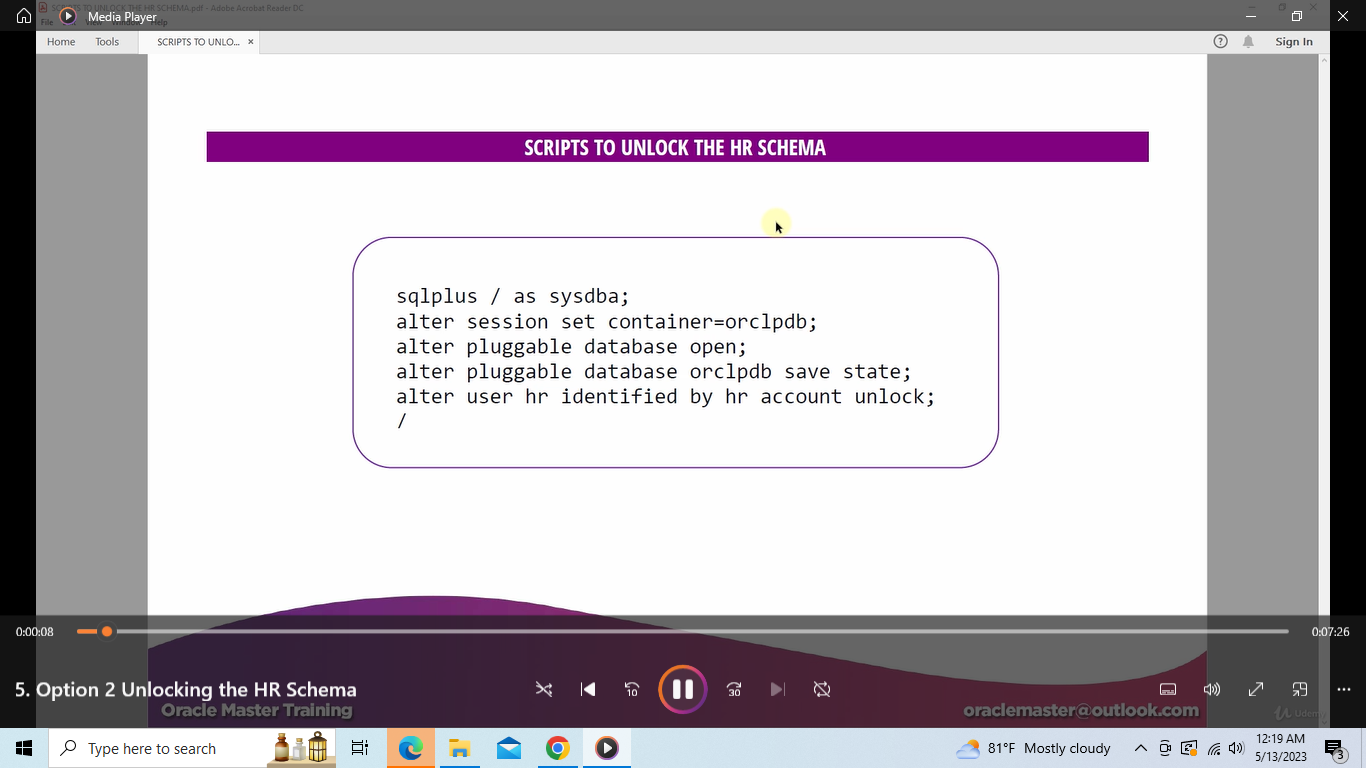 SCRIPTS TO UNLOCK THE HR SCHEMA.pdf - Adobe Acrobat Reader DC
Media Player
File View Window Help
Home Tools SCRIPTS TO UNLO... × Sign In
SCRIPTS TO UNLOCK THE HR SCHEMA
sqlplus / as sysdba;
alter session set container=orclpdb;
alter pluggable database open;
alter pluggable database orclpdb save state;
alter user hr identified by hr account unlock;
/
0:00:08 0:07:26
5. Option 2 Unlocking the HR Schema
10 30
Oracle Master Training oraclemaster@outlook.com
Udemy
Type here to search 81°F Mostly cloudy 12:19 AM
5/13/2023 3